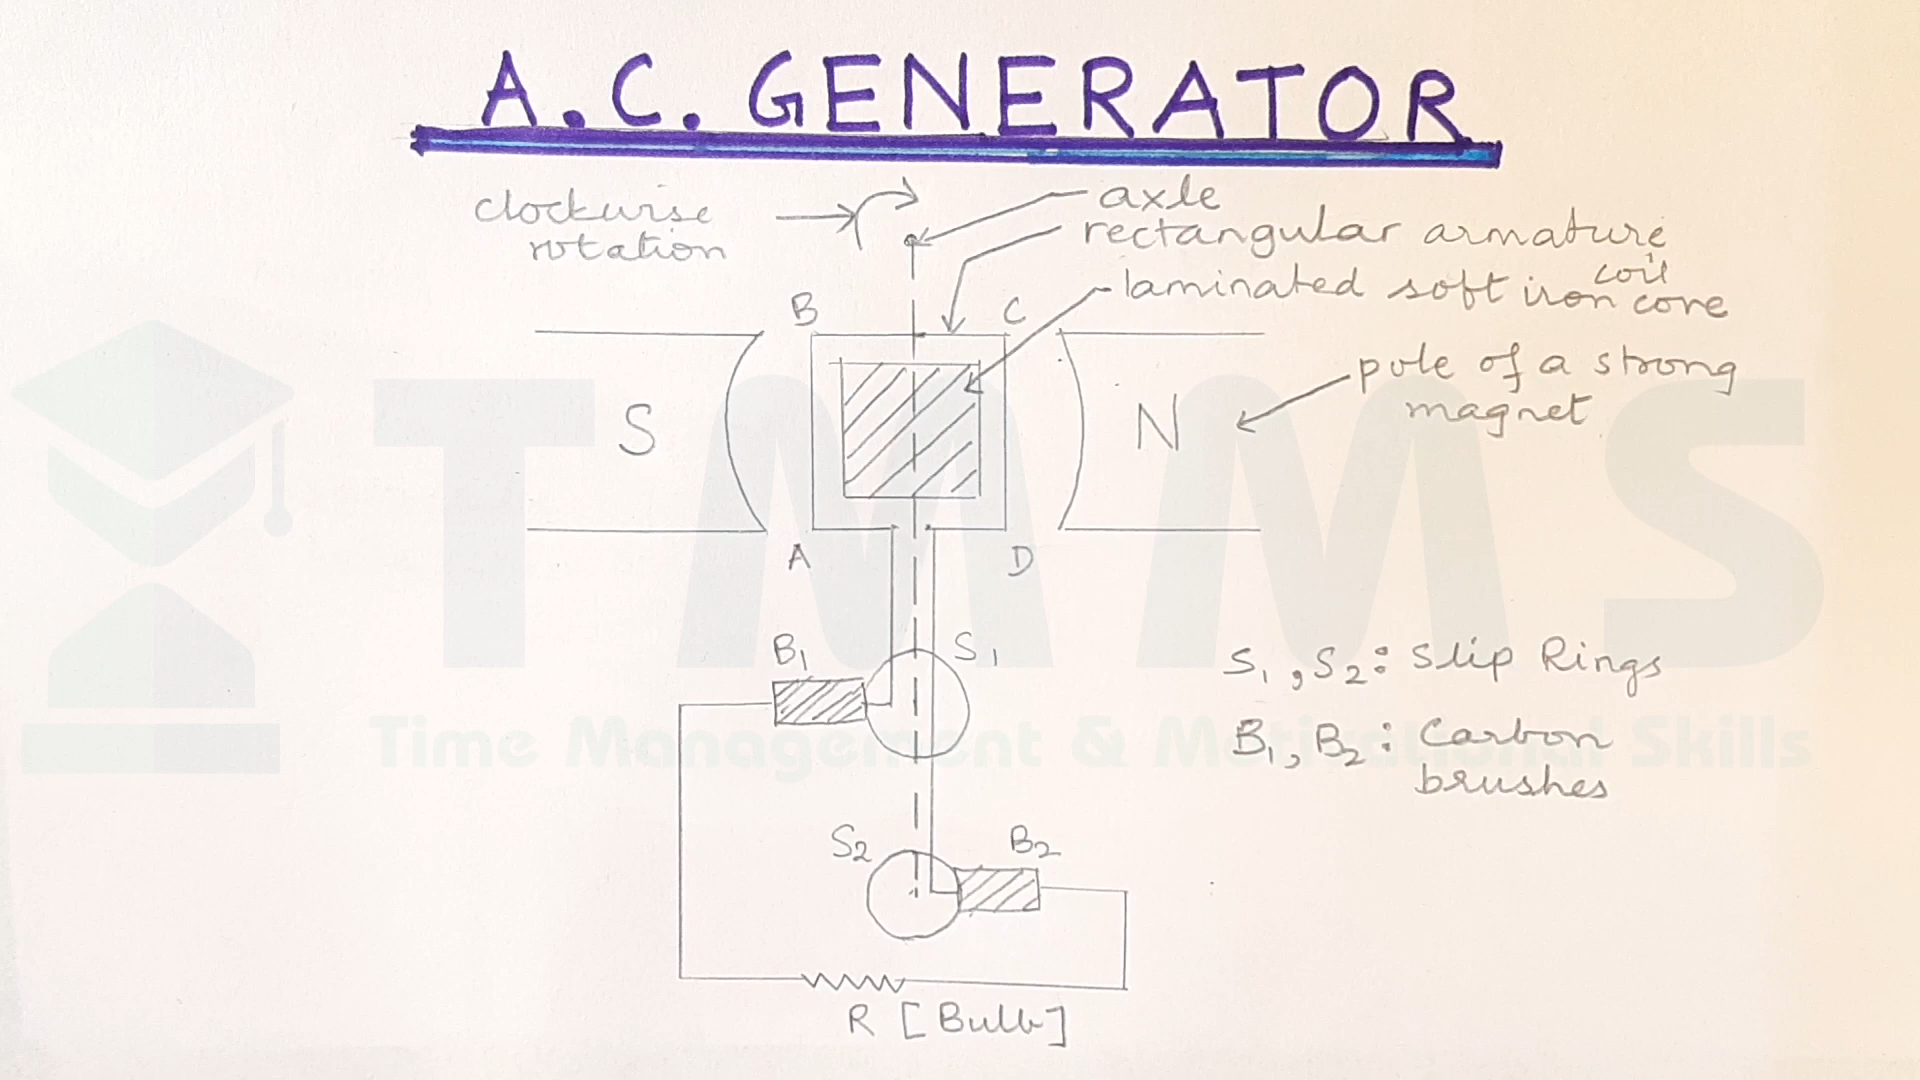 A.C. GENERATOR
clockwise
rotation
axle
rectangular armature
coil
laminated soft iron core
pole of a strong
magnet
B
C
S
N
A
D
B1
S1
S1, S2: Slip Rings
B1, B2: Carbon
brushes
S2
B2
R [Bulb]
TMMS
Time Management & Motivational Skills